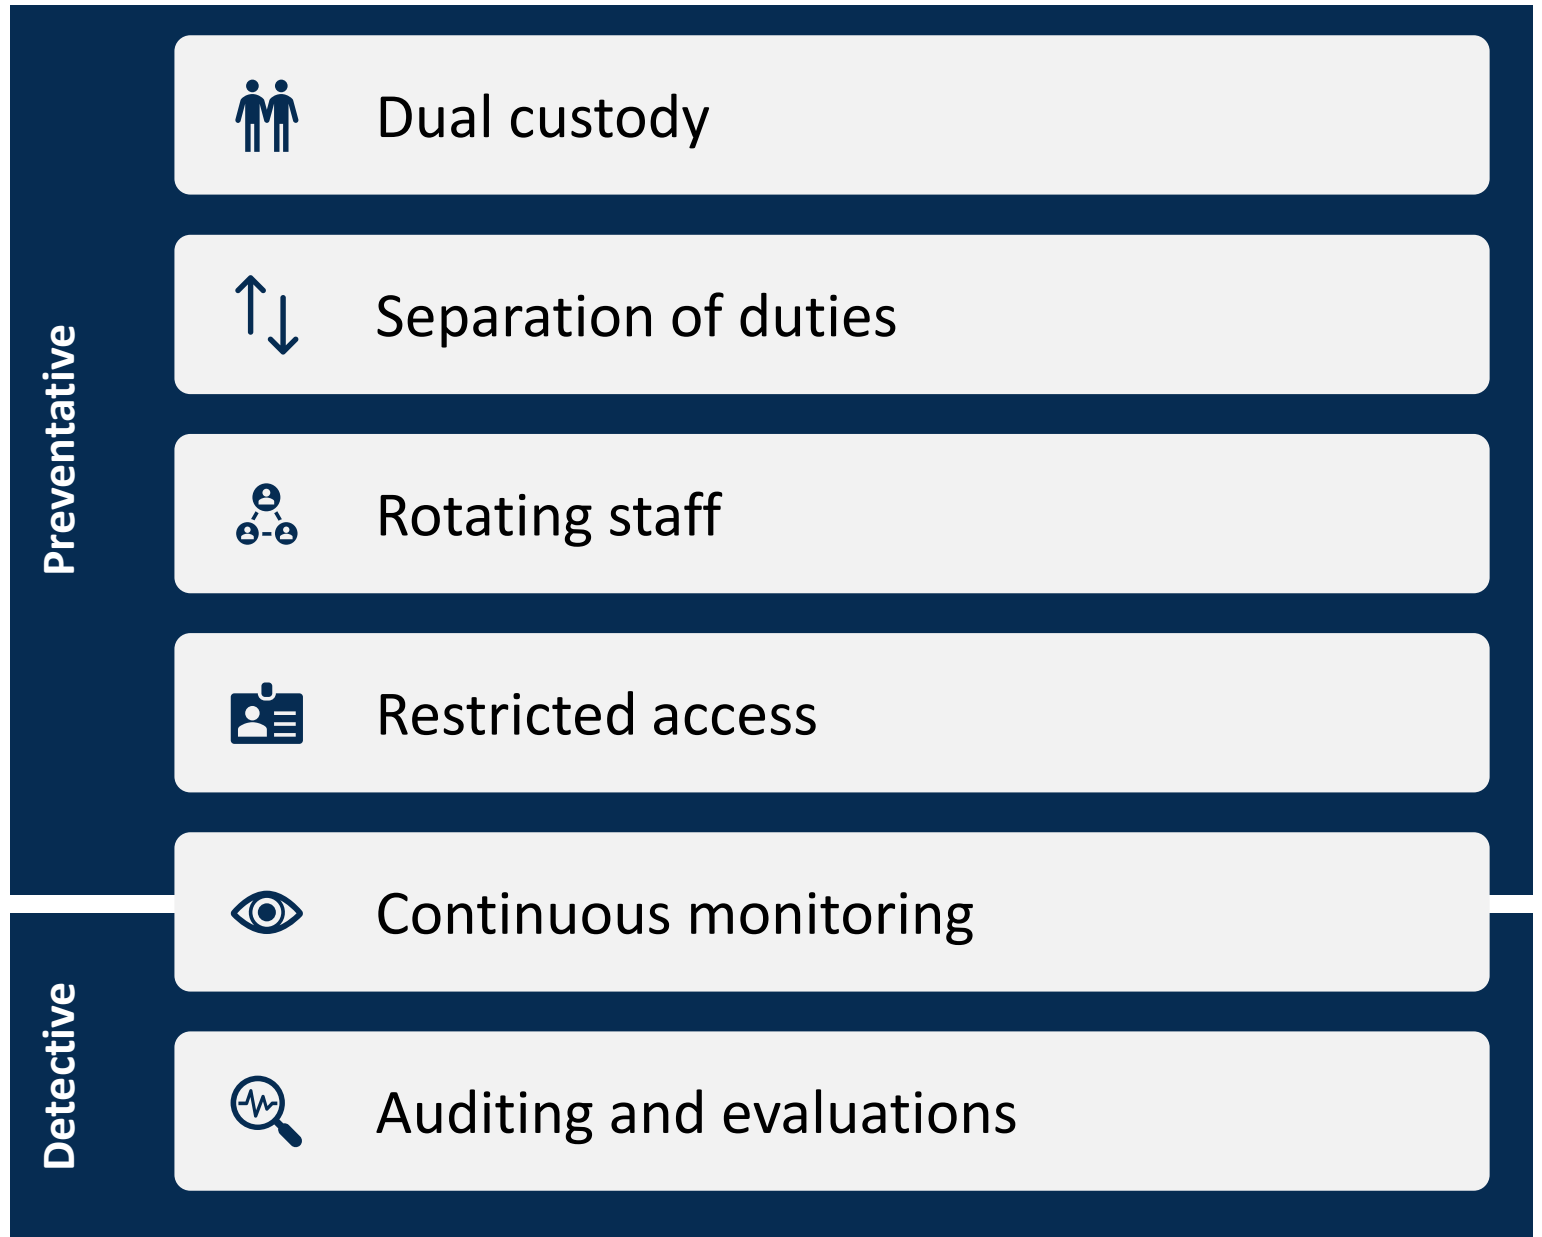 Preventative
Dual custody
Separation of duties
Rotating staff
Restricted access
Continuous monitoring
Detective
Auditing and evaluations